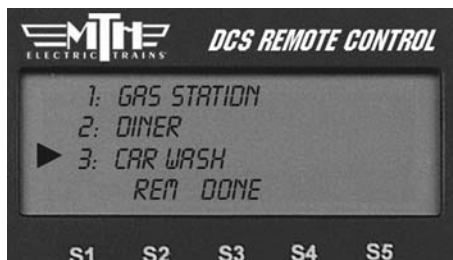 MTH
ELECTRIC TRAINS
DCS REMOTE CONTROL
1: GAS STATION
2: DINER
3: CAR WASH
REM DONE
S1 S2 S3 S4 S5